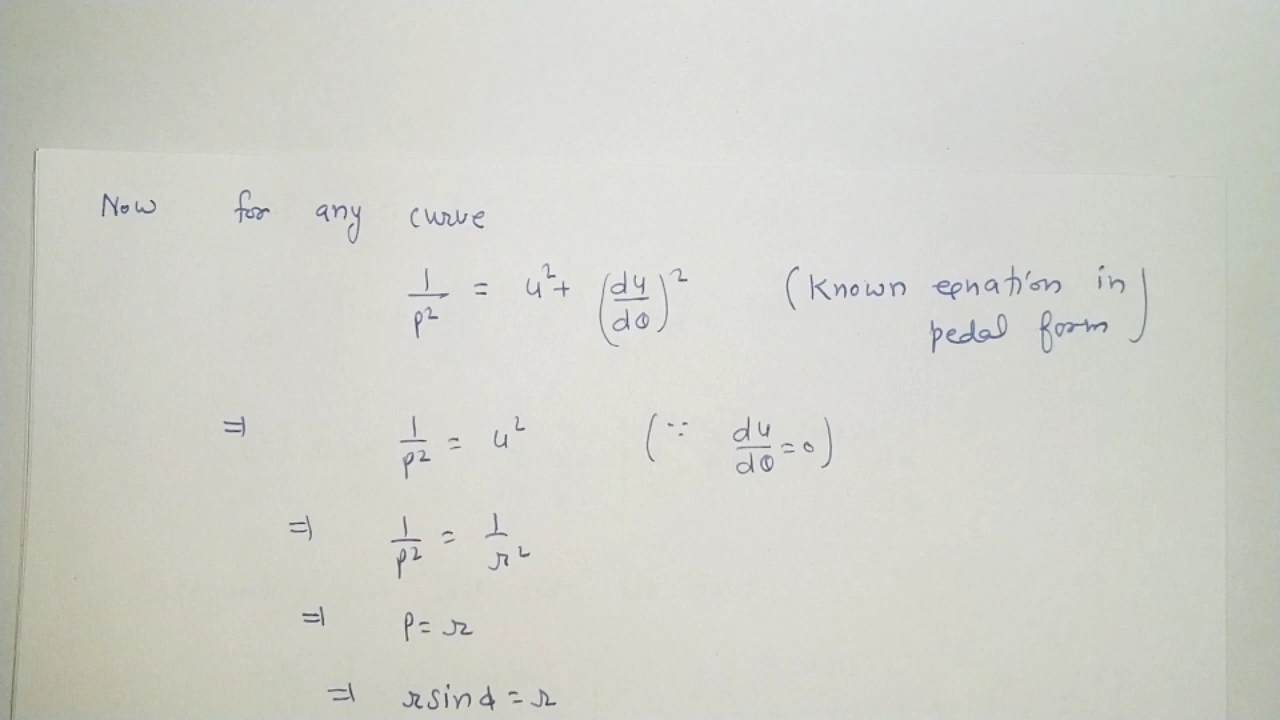 Now for any curve
1/p² = u² + (du/dθ)² (Known equation in
pedal form)
⇒ 1/p² = u² (∵ du/dθ = 0)
⇒ 1/p² = 1/r²
⇒ p = r
⇒ r sin ϕ = r